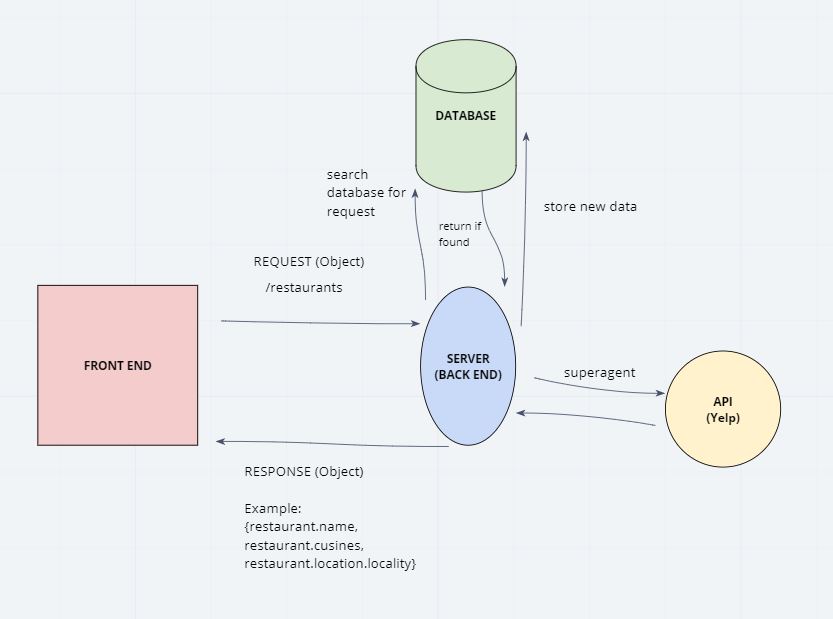 DATABASE
search
database for
request
return if
found
store new data
REQUEST (Object)
/restaurants
FRONT END
SERVER
(BACK END)
superagent
API
(Yelp)
RESPONSE (Object)
Example:
{restaurant.name,
restaurant.cusines,
restaurant.location.locality}